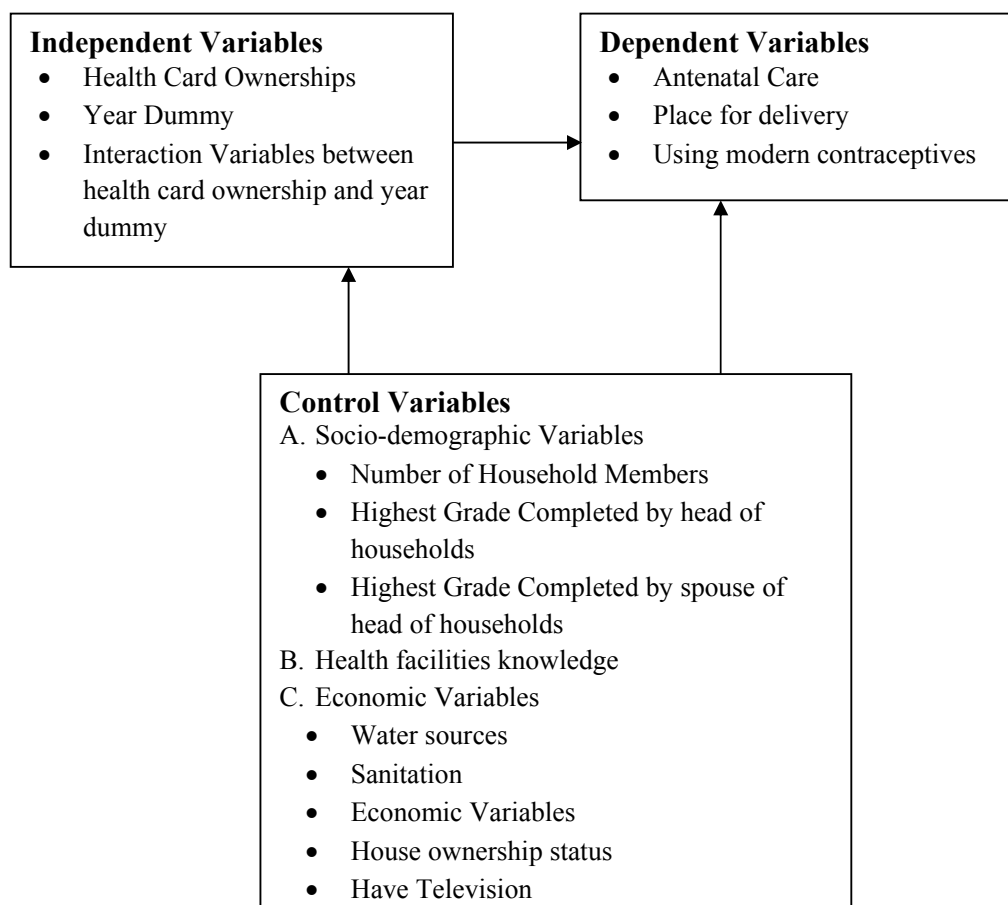 Independent Variables
• Health Card Ownerships
• Year Dummy
• Interaction Variables between
health card ownership and year
dummy
Dependent Variables
• Antenatal Care
• Place for delivery
• Using modern contraceptives
Control Variables
A. Socio-demographic Variables
• Number of Household Members
• Highest Grade Completed by head of
households
• Highest Grade Completed by spouse of
head of households
B. Health facilities knowledge
C. Economic Variables
• Water sources
• Sanitation
• Economic Variables
• House ownership status
• Have Television